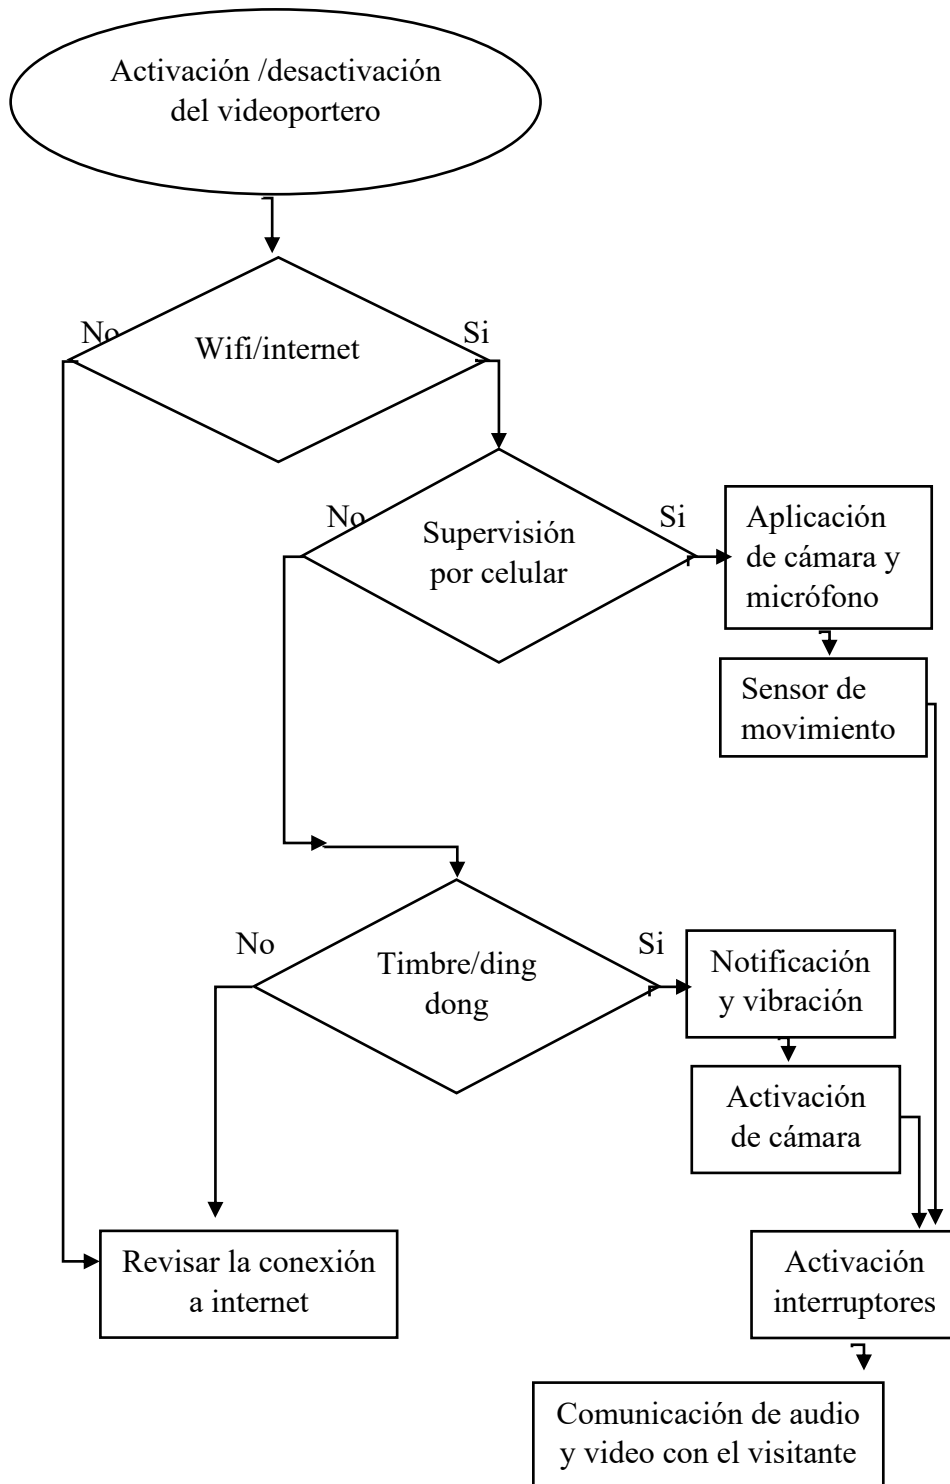 Activación /desactivación
del videoportero
No
Wifi/internet
Si
No
Supervisión
por celular
Si
Aplicación
de cámara y
micrófono
Sensor de
movimiento
No
Timbre/ding
dong
Si
Notificación
y vibración
Activación
de cámara
Revisar la conexión
a internet
Activación
interruptores
Comunicación de audio
y video con el visitante